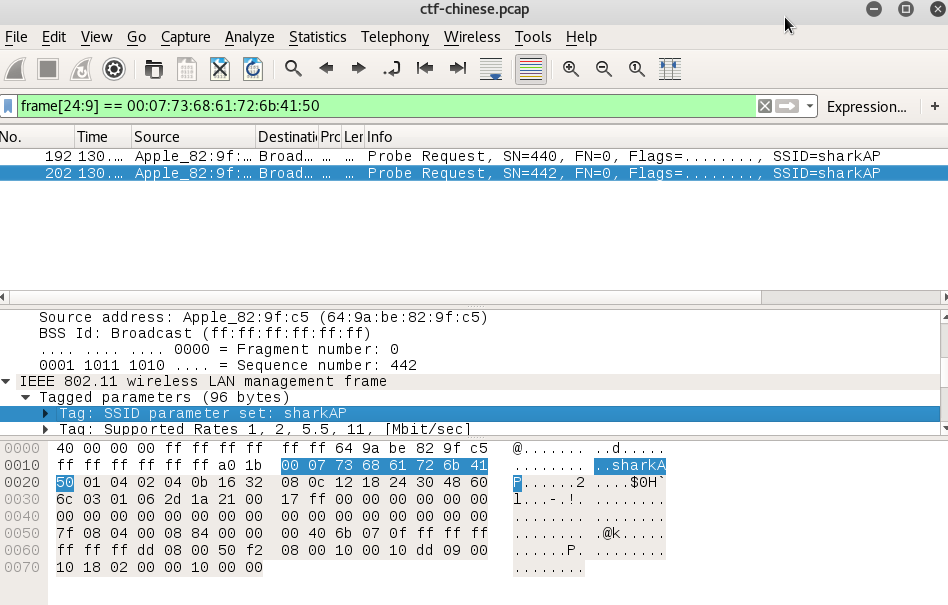 ctf-chinese.pcap
File Edit View Go Capture Analyze Statistics Telephony Wireless Tools Help
frame[24:9] == 00:07:73:68:61:72:6b:41:50 Expression... +
No. Time Source Destinati Prc Ler Info
192 130.… Apple_82:9f:… Broad… … … Probe Request, SN=440, FN=0, Flags=........, SSID=sharkAP
202 130.… Apple_82:9f:… Broad… … … Probe Request, SN=442, FN=0, Flags=........, SSID=sharkAP
Source address: Apple_82:9f:c5 (64:9a:be:82:9f:c5)
BSS Id: Broadcast (ff:ff:ff:ff:ff:ff)
.... .... .... 0000 = Fragment number: 0
0001 1011 1010 .... = Sequence number: 442
IEEE 802.11 wireless LAN management frame
Tagged parameters (96 bytes)
Tag: SSID parameter set: sharkAP
Tag: Supported Rates 1, 2, 5.5, 11, [Mbit/sec]
0000 40 00 00 00 ff ff ff ff ff ff 64 9a be 82 9f c5 @....... ..d.....
0010 ff ff ff ff ff ff a0 1b 00 07 73 68 61 72 6b 41 ........ ..sharkA
0020 50 01 04 02 04 0b 16 32 08 0c 12 18 24 30 48 60 P......2 ....$0H`
0030 6c 03 01 06 2d 1a 21 00 17 ff 00 00 00 00 00 00 l...-.!. ........
0040 00 00 00 00 00 00 00 00 00 00 00 00 00 00 00 00 ........ ........
0050 7f 08 04 00 08 84 00 00 00 40 6b 07 0f ff ff ff ........ .@k.....
0060 ff ff ff dd 08 00 50 f2 08 00 10 00 10 dd 09 00 ......P. ........
0070 10 18 02 00 00 10 00 00 ........